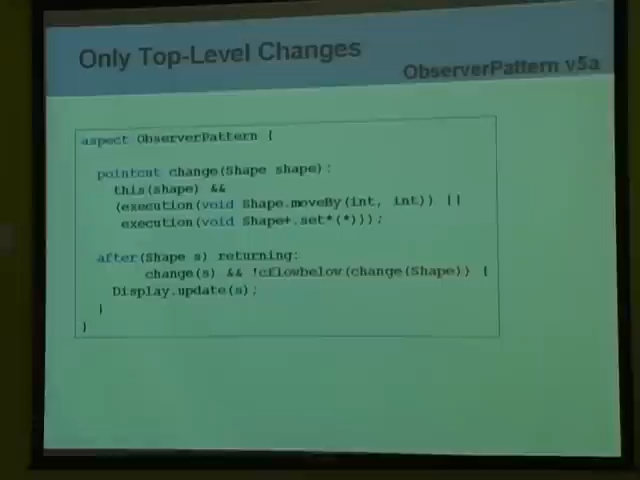 Only Top-Level Changes
ObserverPattern v5a
aspect ObserverPattern {
pointcut change(Shape shape):
this(shape) &&
(execution(void Shape.moveBy(int, int)) ||
execution(void Shape+.set*(*)));
after(Shape s) returning:
change(s) && !cflowbelow(change(Shape)) {
Display.update(s);
}
}